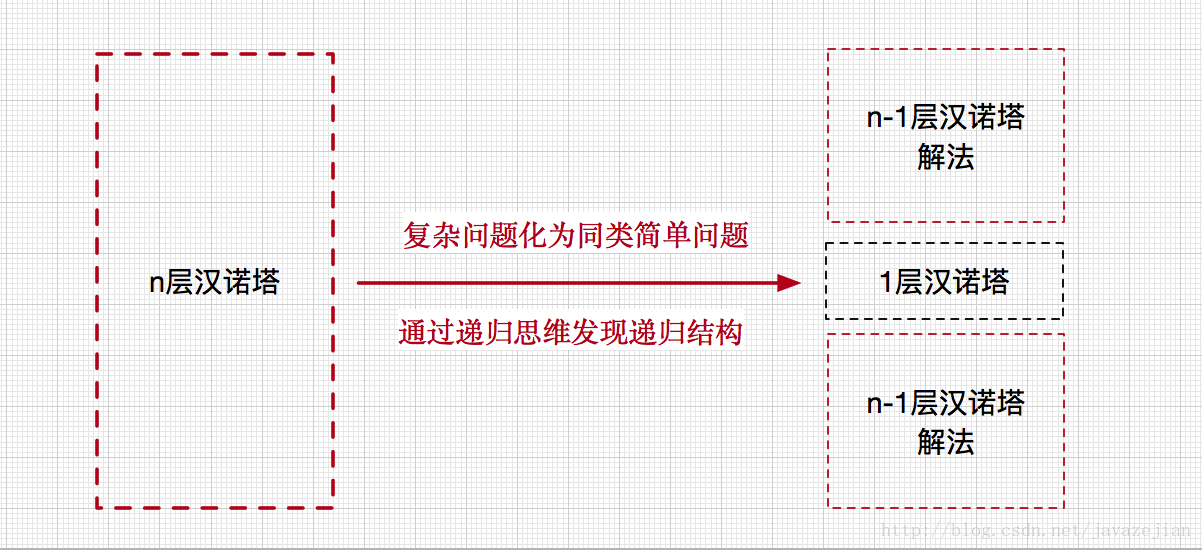 n层汉诺塔
复杂问题化为同类简单问题
通过递归思维发现递归结构
n-1层汉诺塔
解法
1层汉诺塔
n-1层汉诺塔
解法
http://blog.csdn.net/javazejian